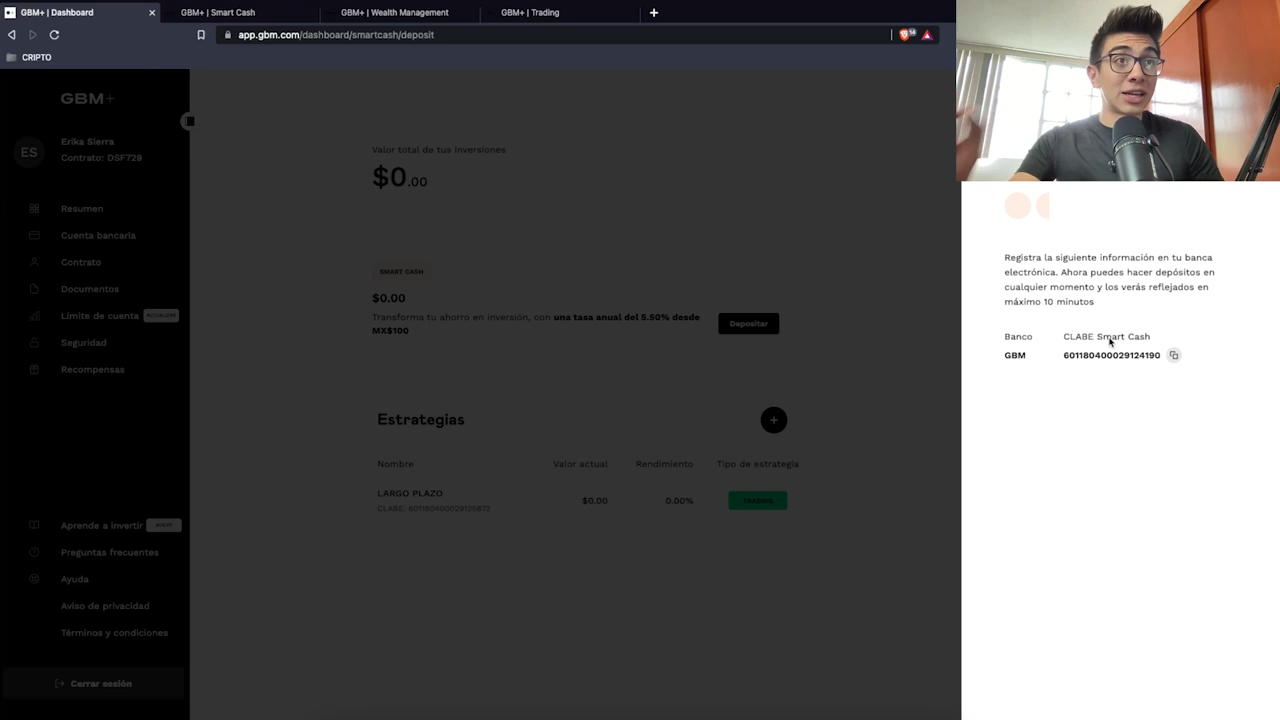 GBM+ | Dashboard
GBM+ | Smart Cash
GBM+ | Wealth Management
GBM+ | Trading
app.gbm.com/dashboard/smartcash/deposit
CRIPTO
GBM+
ES
Erika Sierra
Contrato: DSF729
Resumen
Cuenta bancaria
Contrato
Documentos
Límite de cuenta
Seguridad
Recompensas
Aprende a invertir
Preguntas frecuentes
Ayuda
Aviso de privacidad
Términos y condiciones
Cerrar sesión
Valor total de tus inversiones
$0.00
SMART CASH
$0.00
Transforma tu ahorro en inversión, con una tasa anual del 5.50% desde
MX$100
Depositar
Estrategias
Nombre
Valor actual
Rendimiento
Tipo de estrategia
LARGO PLAZO
$0.00
0.00%
TRADING
CLABE:
Registra la siguiente información en tu banca
electrónica. Ahora puedes hacer depósitos en
cualquier momento y los verás reflejados en
máximo 10 minutos
Banco
CLABE Smart Cash
GBM
601180400029124190